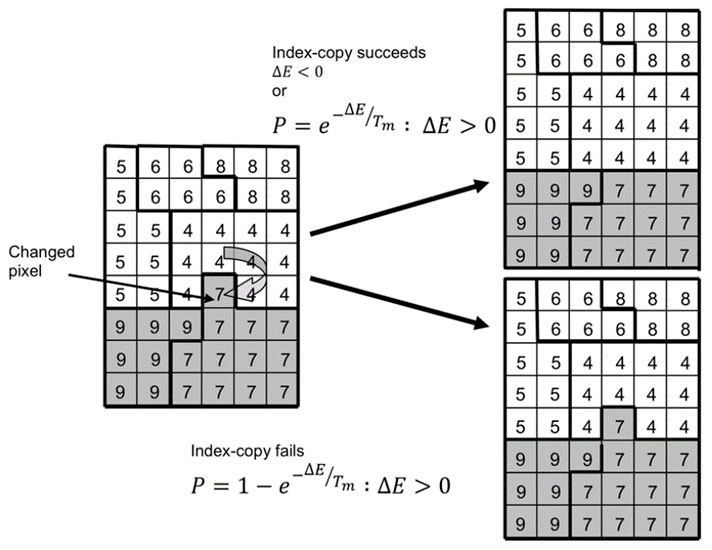 Index-copy succeeds
ΔE < 0
or
P = e^{-ΔE/T_m} : ΔE > 0
5 6 6 8 8 8
5 6 6 6 8 8
5 5 4 4 4 4
5 5 4 4 4 4
5 5 4 4 4 4
9 9 9 7 7 7
9 9 7 7 7 7
9 9 7 7 7 7
5 6 6 8 8 8
5 6 6 6 8 8
5 5 4 4 4 4
5 5 4 4 4 4
5 5 4 7 4 4
9 9 9 7 7 7
9 9 7 7 7 7
9 9 7 7 7 7
Changed
pixel
5 6 6 8 8 8
5 6 6 6 8 8
5 5 4 4 4 4
5 5 4 4 4 4
5 5 4 7 4 4
9 9 9 7 7 7
9 9 7 7 7 7
9 9 7 7 7 7
Index-copy fails
P = 1 − e^{-ΔE/T_m} : ΔE > 0